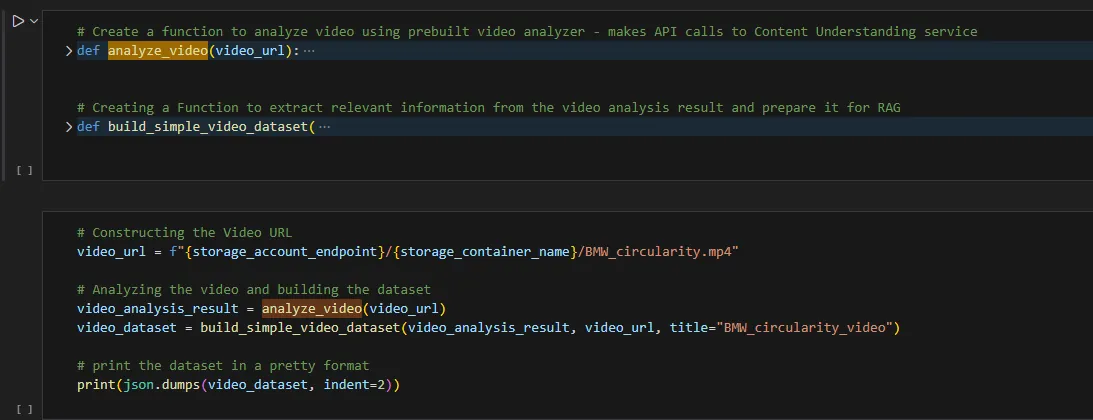 # Create a function to analyze video using prebuilt video analyzer - makes API calls to Content Understanding service
def analyze_video(video_url): ···
# Creating a Function to extract relevant information from the video analysis result and prepare it for RAG
def build_simple_video_dataset( ···
[ ]
# Constructing the Video URL
video_url = f"{storage_account_endpoint}/{storage_container_name}/BMW_circularity.mp4"
# Analyzing the video and building the dataset
video_analysis_result = analyze_video(video_url)
video_dataset = build_simple_video_dataset(video_analysis_result, video_url, title="BMW_circularity_video")
# print the dataset in a pretty format
print(json.dumps(video_dataset, indent=2))
[ ]